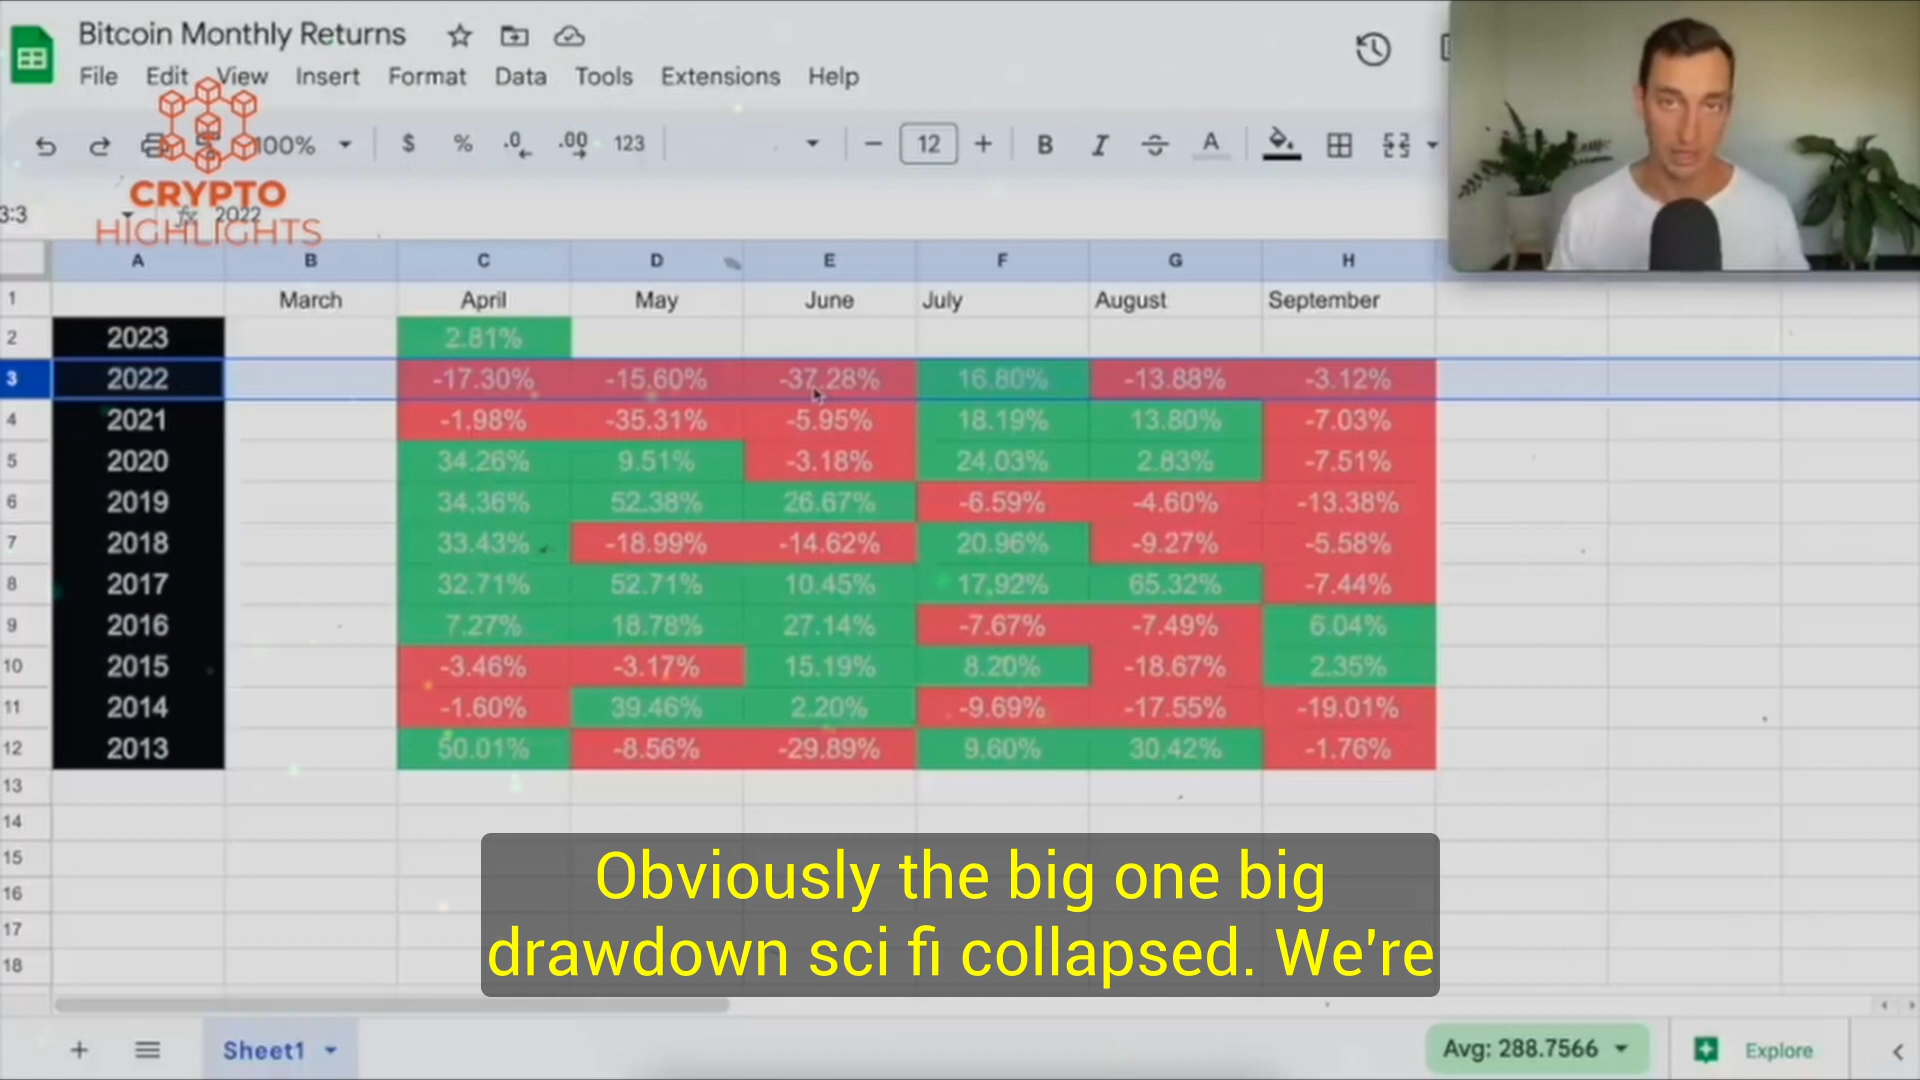 Bitcoin Monthly Returns
File Edit View Insert Format Data Tools Extensions Help
100% $ % .0 .00 123 12 B I A
CRYPTO
HIGHLIGHTS
3:3 fx 2022
A B C D E F G H
1 March April May June July August September
2 2023 2.81%
3 2022 -17.30% -15.60% -37.28% 16.80% -13.88% -3.12%
4 2021 -1.98% -35.31% -5.95% 18.19% 13.80% -7.03%
5 2020 34.26% 9.51% -3.18% 24.03% 2.83% -7.51%
6 2019 34.36% 52.38% 26.67% -6.59% -4.60% -13.38%
7 2018 33.43% -18.99% -14.62% 20.96% -9.27% -5.58%
8 2017 32.71% 52.71% 10.45% 17.92% 65.32% -7.44%
9 2016 7.27% 18.78% 27.14% -7.67% -7.49% 6.04%
10 2015 -3.46% -3.17% 15.19% 8.20% -18.67% 2.35%
11 2014 -1.60% 39.46% 2.20% -9.69% -17.55% -19.01%
12 2013 50.01% -8.56% -29.89% 9.60% 30.42% -1.76%
13
14
15
16
17
18
Obviously the big one big
drawdown sci fi collapsed. We're
Sheet1 Avg: 288.7566 Explore